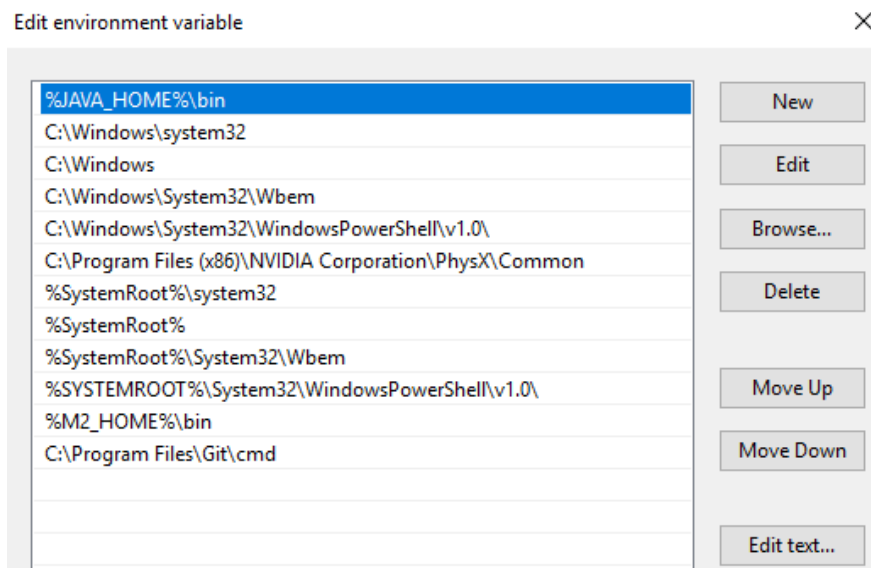 Edit environment variable
%JAVA_HOME%\bin
C:\Windows\system32
C:\Windows
C:\Windows\System32\Wbem
C:\Windows\System32\WindowsPowerShell\v1.0\
C:\Program Files (x86)\NVIDIA Corporation\PhysX\Common
%SystemRoot%\system32
%SystemRoot%
%SystemRoot%\System32\Wbem
%SYSTEMROOT%\System32\WindowsPowerShell\v1.0\
%M2_HOME%\bin
C:\Program Files\Git\cmd
New
Edit
Browse...
Delete
Move Up
Move Down
Edit text...